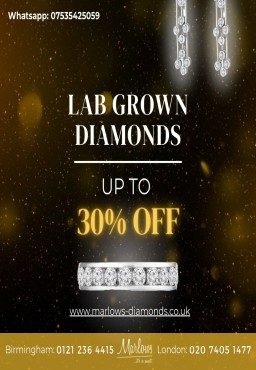 Whatsapp: 07535425059
LAB GROWN
DIAMONDS
UP TO
30% OFF
www.marlows-diamonds.co.uk
Birmingham: 0121 236 4415 Marlows London: 020 7405 1477